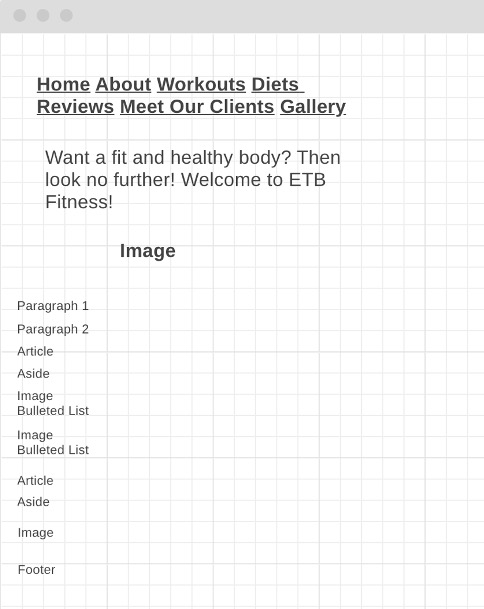 Home About Workouts Diets
Reviews Meet Our Clients Gallery
Want a fit and healthy body? Then
look no further! Welcome to ETB
Fitness!
Image
Paragraph 1
Paragraph 2
Article
Aside
Image
Bulleted List
Image
Bulleted List
Article
Aside
Image
Footer